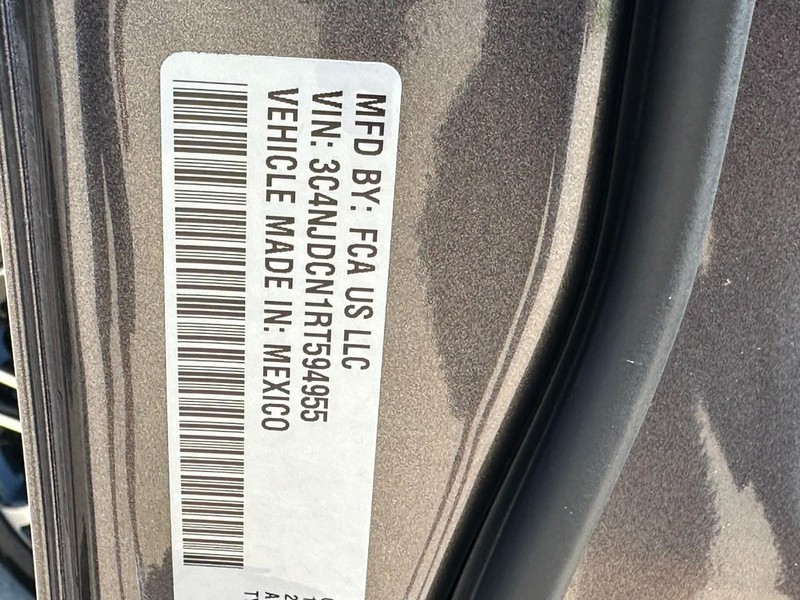 MFD BY: FCA US LLC
VIN: 3C4NJDCN1RT594955
VEHICLE MADE IN: MEXICO